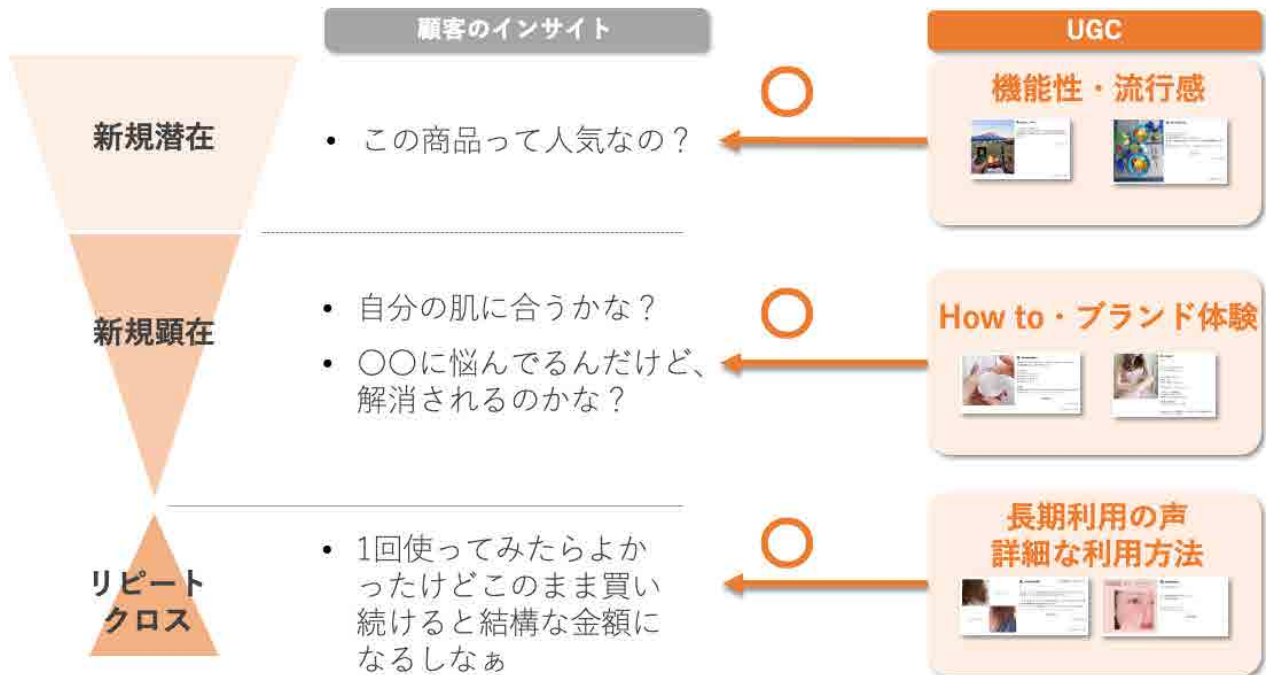 顧客のインサイト
UGC
新規潜在
• この商品って人気なの？
機能性・流行感
新規顕在
• 自分の肌に合うかな？
• 〇〇に悩んでるんだけど、
解消されるのかな？
How to・ブランド体験
リピート
クロス
• 1回使ってみたらよか
ったけどこのまま買い
続けると結構な金額に
なるしなぁ
長期利用の声
詳細な利用方法